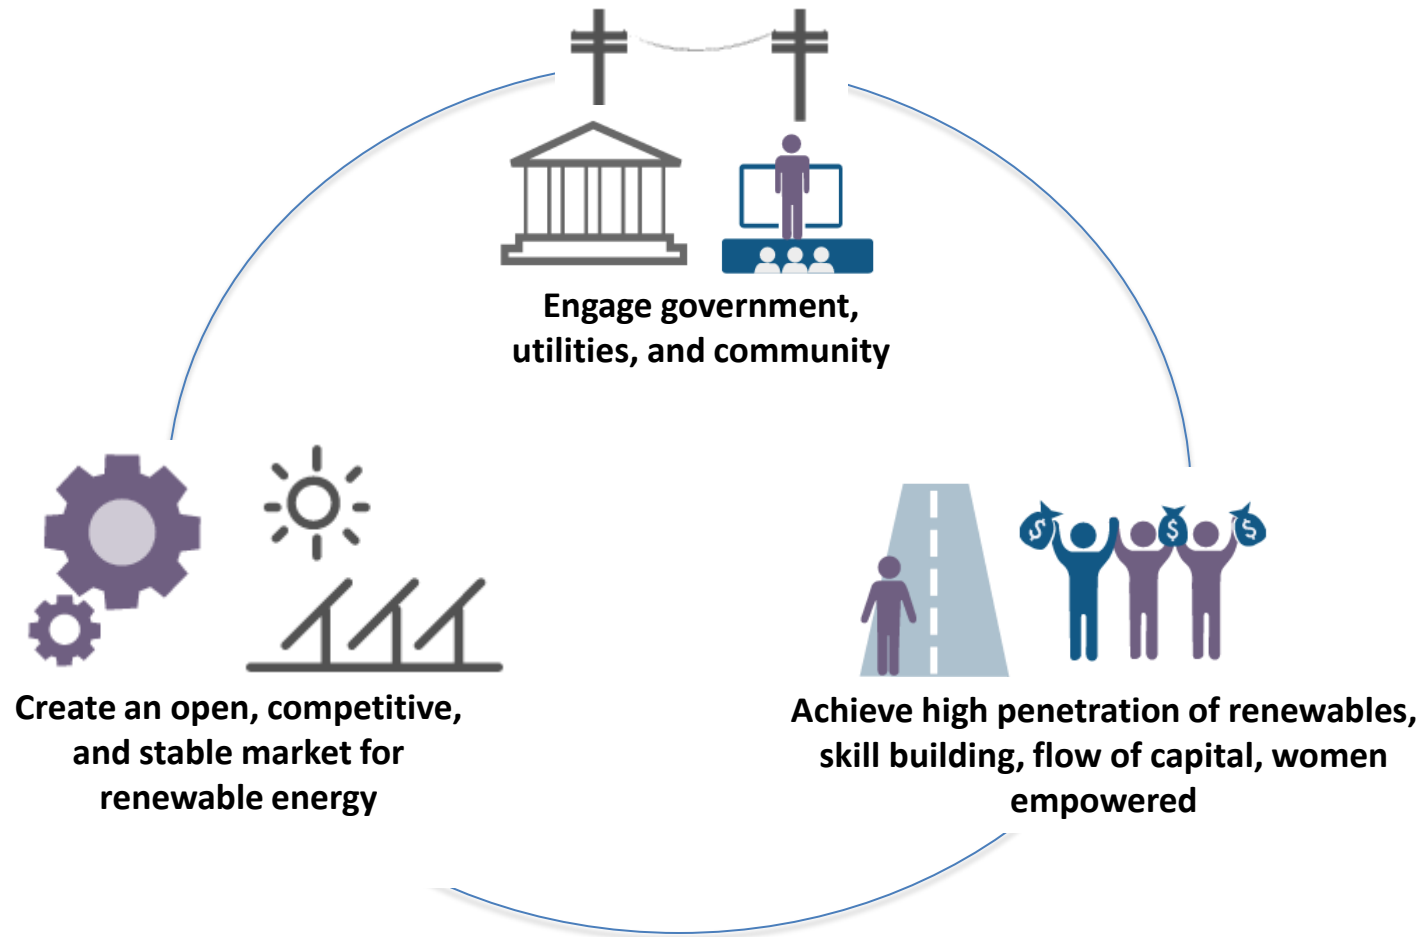 Engage government,
utilities, and community
$ $ $
Create an open, competitive,
and stable market for
renewable energy
Achieve high penetration of renewables,
skill building, flow of capital, women
empowered